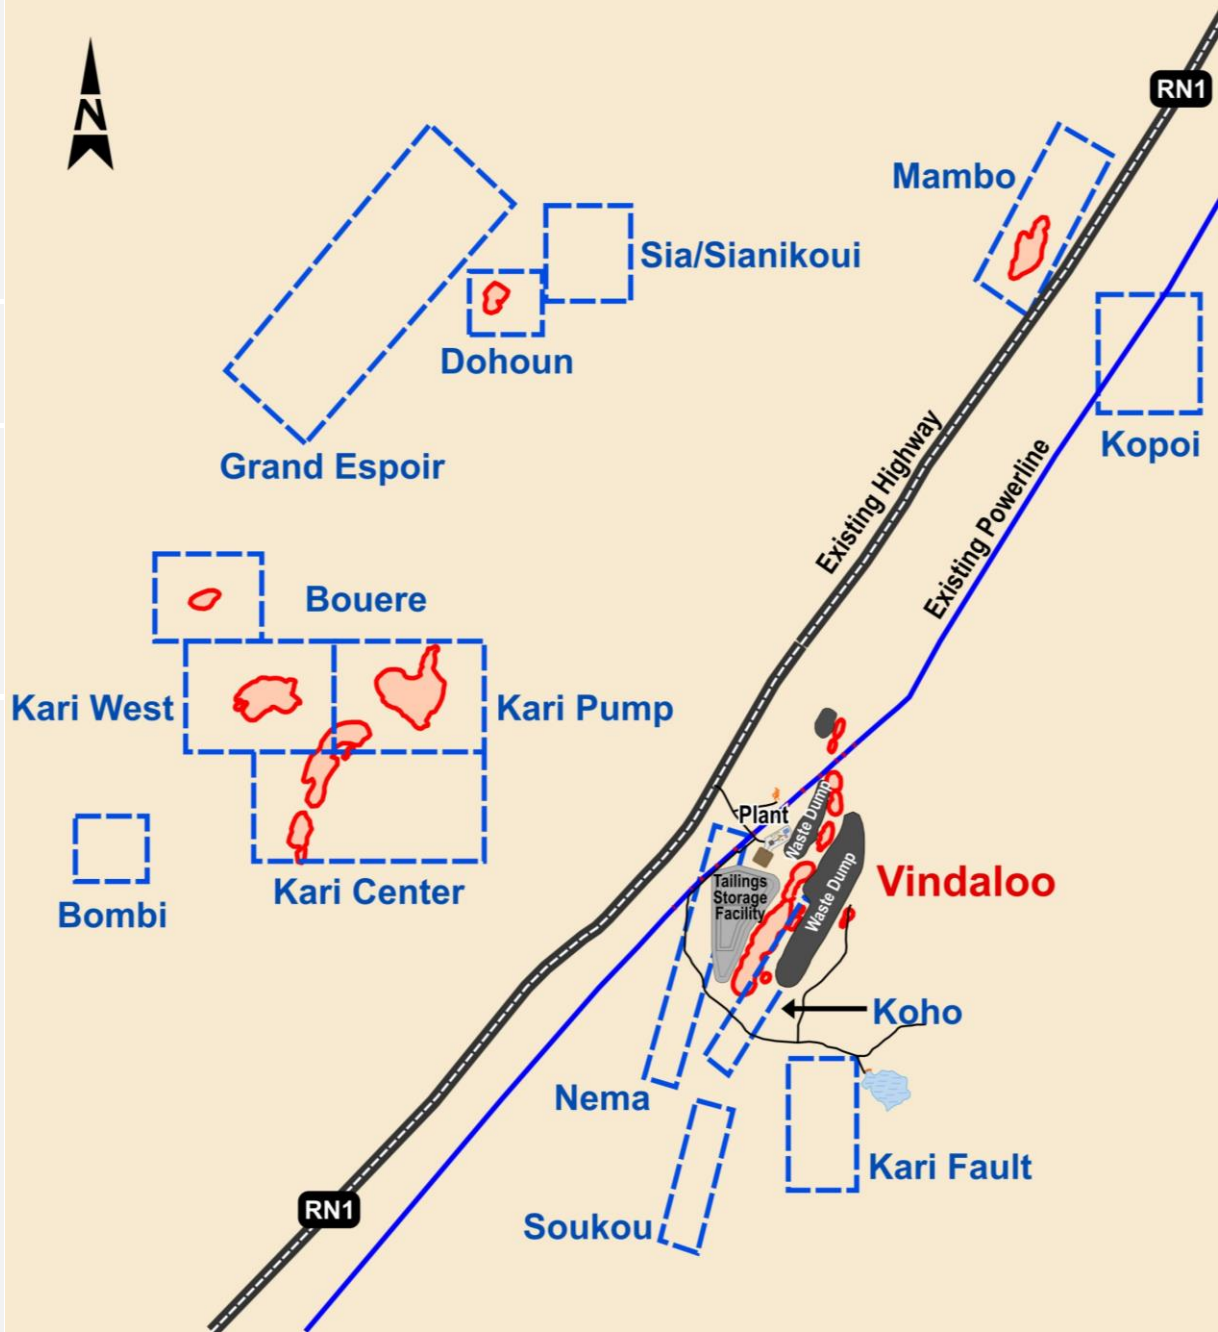 N
RN1
Mambo
Sia/Sianikoui
Dohoun
Kopoi
Grand Espoir
Existing Highway
Existing Powerline
Bouere
Kari West
Kari Pump
Plant
Waste Dump
Vindaloo
Tailings
Storage
Facility
Waste Dump
Kari Center
Bombi
Koho
Nema
Kari Fault
RN1
Soukou